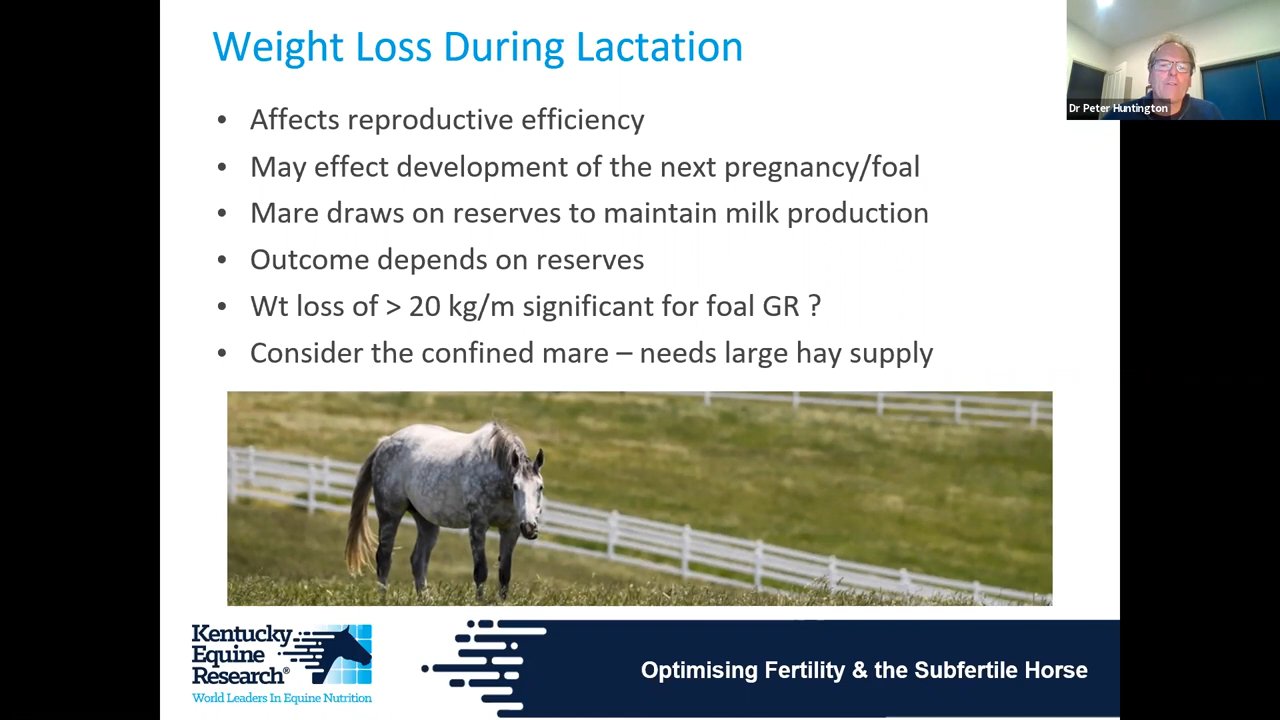 Weight Loss During Lactation
Dr Peter Huntington
• Affects reproductive efficiency
• May effect development of the next pregnancy/foal
• Mare draws on reserves to maintain milk production
• Outcome depends on reserves
• Wt loss of > 20 kg/m significant for foal GR ?
• Consider the confined mare – needs large hay supply
Kentucky
Equine
Research®
World Leaders In Equine Nutrition
Optimising Fertility & the Subfertile Horse